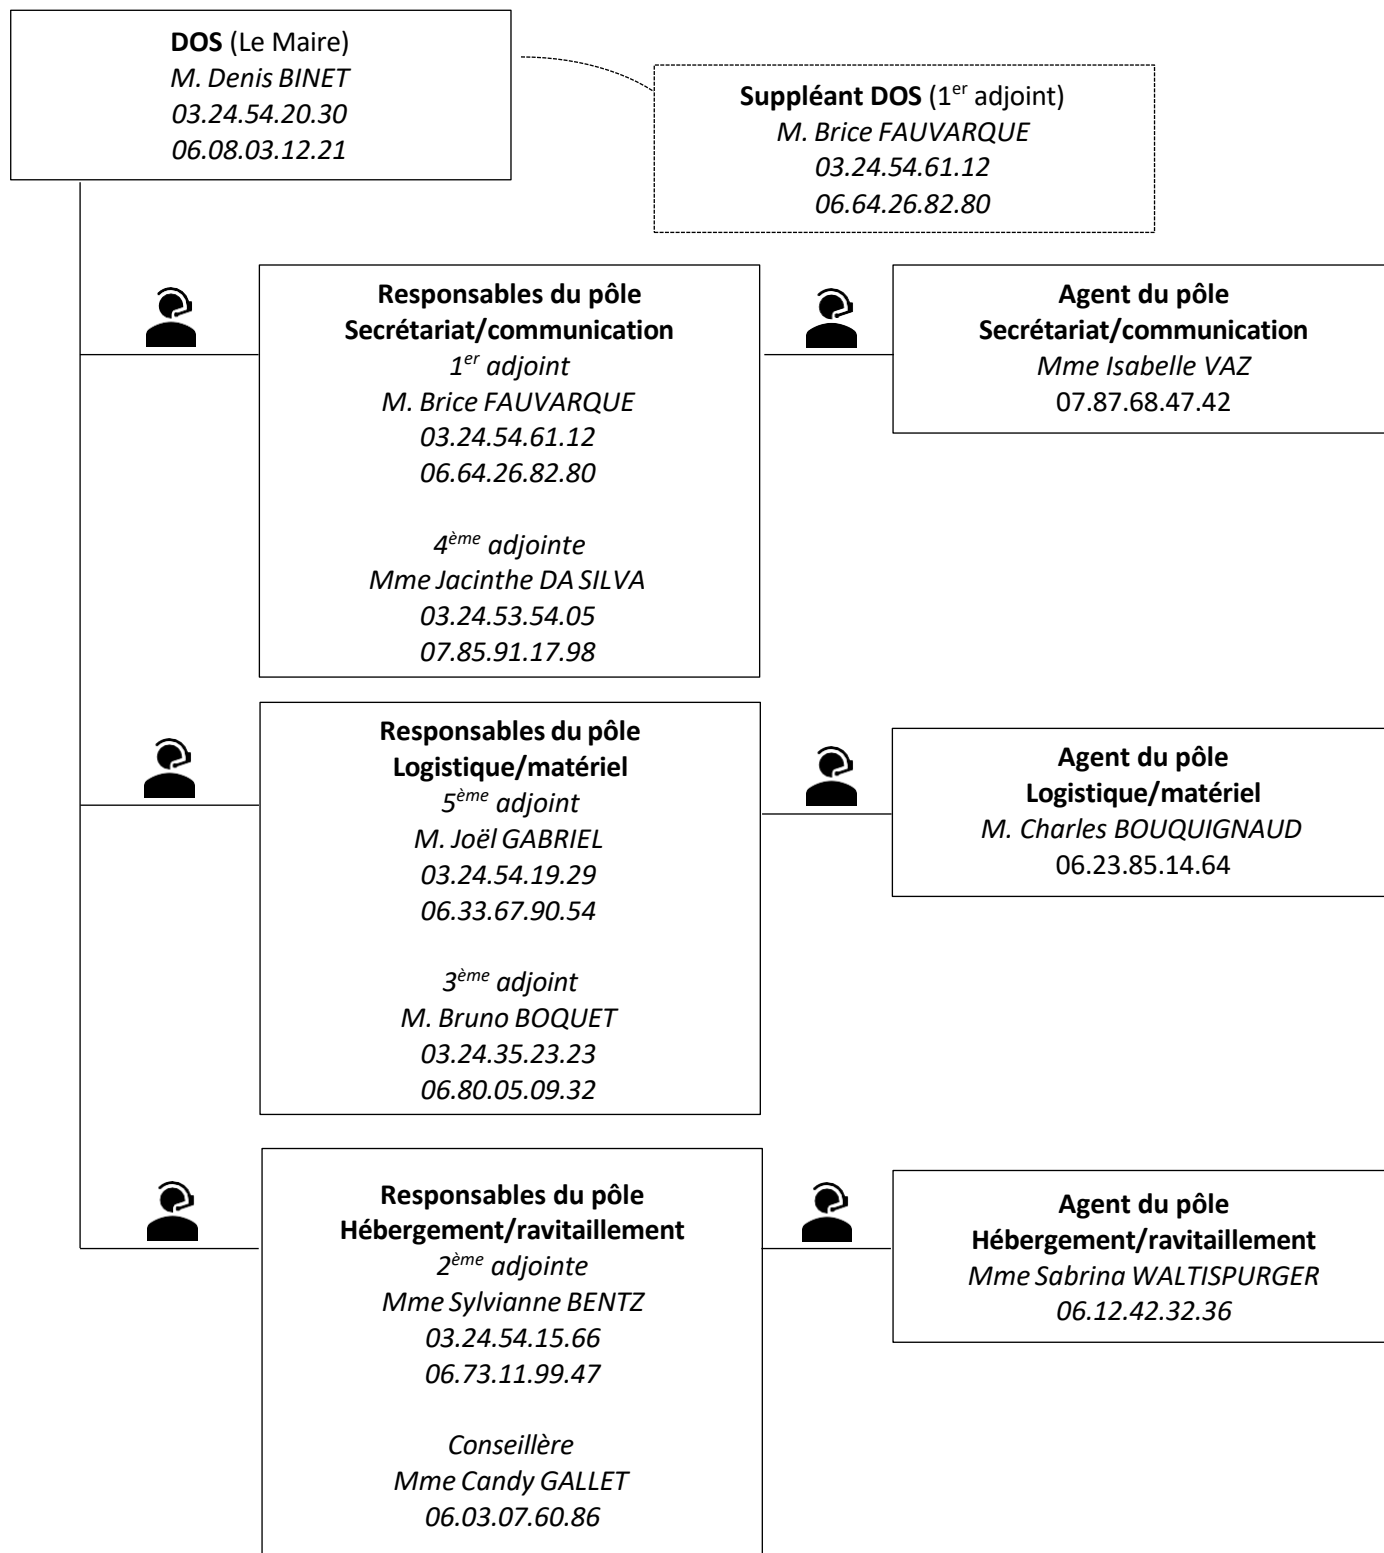 DOS (Le Maire)
M. Denis BINET
03.24.54.20.30
06.08.03.12.21
Suppléant DOS (1er adjoint)
M. Brice FAUVARQUE
03.24.54.61.12
06.64.26.82.80
Responsables du pôle
Secrétariat/communication
1er adjoint
M. Brice FAUVARQUE
03.24.54.61.12
06.64.26.82.80
4ème adjointe
Mme Jacinthe DA SILVA
03.24.53.54.05
07.85.91.17.98
Agent du pôle
Secrétariat/communication
Mme Isabelle VAZ
07.87.68.47.42
Responsables du pôle
Logistique/matériel
5ème adjoint
M. Joël GABRIEL
03.24.54.19.29
06.33.67.90.54
3ème adjoint
M. Bruno BOQUET
03.24.35.23.23
06.80.05.09.32
Agent du pôle
Logistique/matériel
M. Charles BOUQUIGNAUD
06.23.85.14.64
Responsables du pôle
Hébergement/ravitaillement
2ème adjointe
Mme Sylvianne BENTZ
03.24.54.15.66
06.73.11.99.47
Conseillère
Mme Candy GALLET
06.03.07.60.86
Agent du pôle
Hébergement/ravitaillement
Mme Sabrina WALTISPURGER
06.12.42.32.36